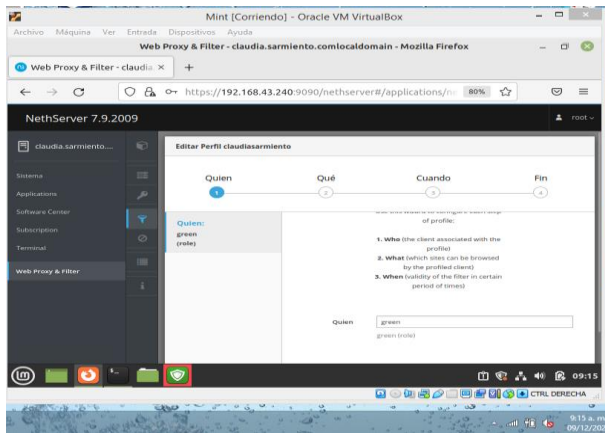 Mint [Corriendo] - Oracle VM VirtualBox
Archivo Máquina Ver Entrada Dispositivos Ayuda
Web Proxy & Filter - claudia.sarmiento.comlocaldomain - Mozilla Firefox
Web Proxy & Filter - claudia
https://192.168.43.240:9090/nethserver#/applications/
80%
NethServer 7.9.2009
root
claudia.sarmiento....
Sistema
Applications
Software Center
Subscription
Terminal
Web Proxy & Filter
Editar Perfil claudiasarmiento
Quien Qué Cuando Fin
1 2 3 4
Quien:
green
(role)
of profile:
1. Who (the client associated with the
profile)
2. What (which sites can be browsed
by the profiled client)
3. When (validity of the filter in certain
period of times)
Quien green
green (role)
09:15
CTRL DERECHA
9:15 a. m.
09/12/202